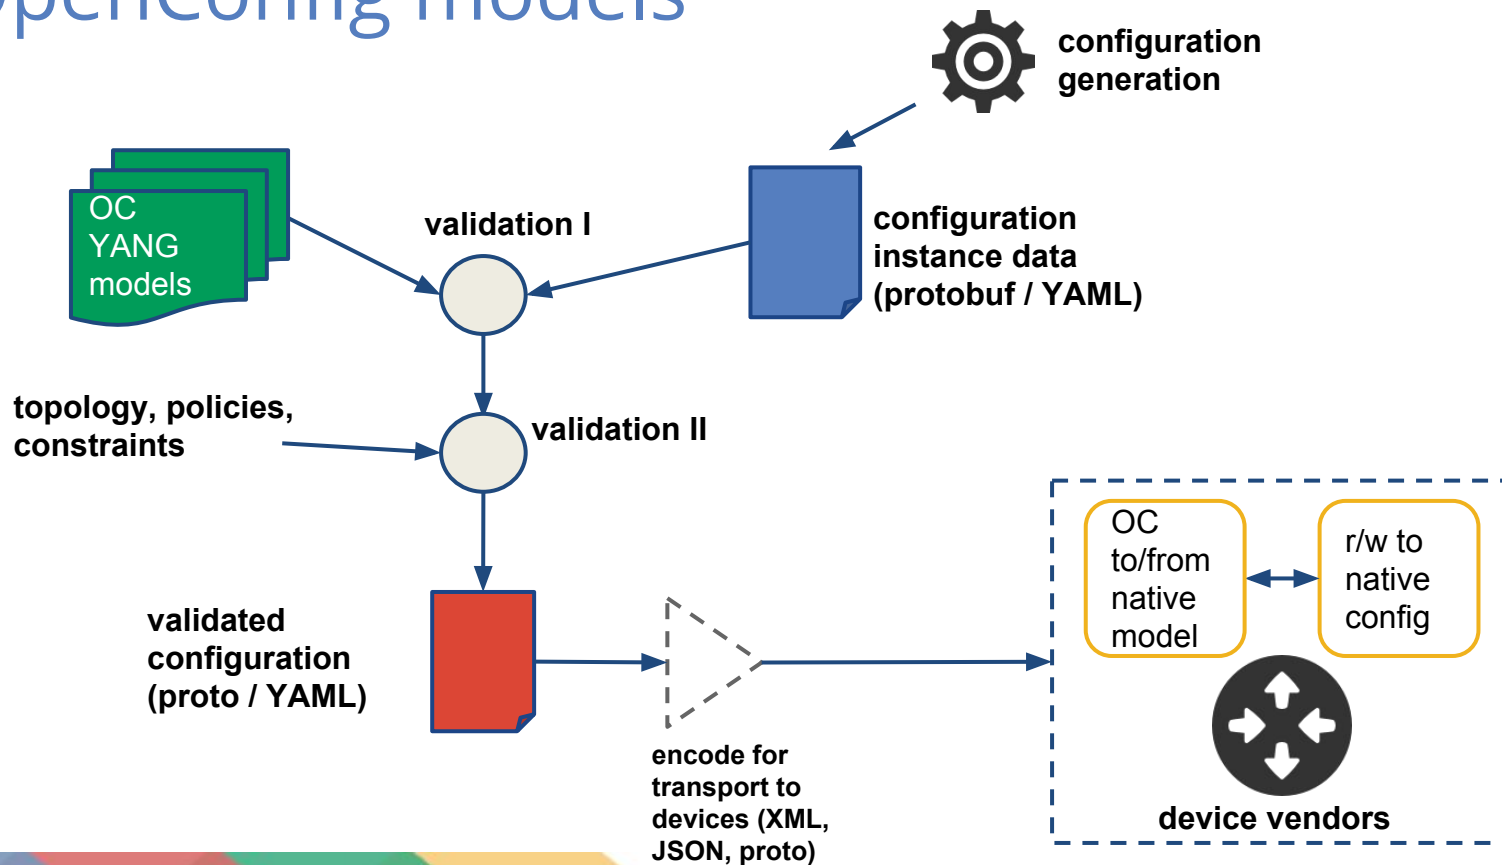 OpenConfig models
configuration
generation
OC
YANG
models
validation I
configuration
instance data
(protobuf / YAML)
topology, policies,
constraints
validation II
validated
configuration
(proto / YAML)
encode for
transport to
devices (XML,
JSON, proto)
OC
to/from
native
model
r/w to
native
config
device vendors